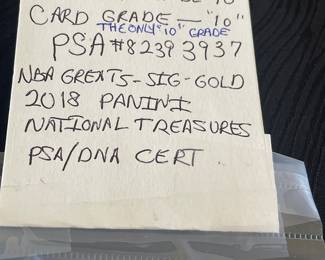 CARD GRADE — "10"
THE ONLY "10" GRADE
PSA #82393937
NBA GREATS-SIG-GOLD
2018 PANINI
NATIONAL TREASURES
PSA/DNA CERT